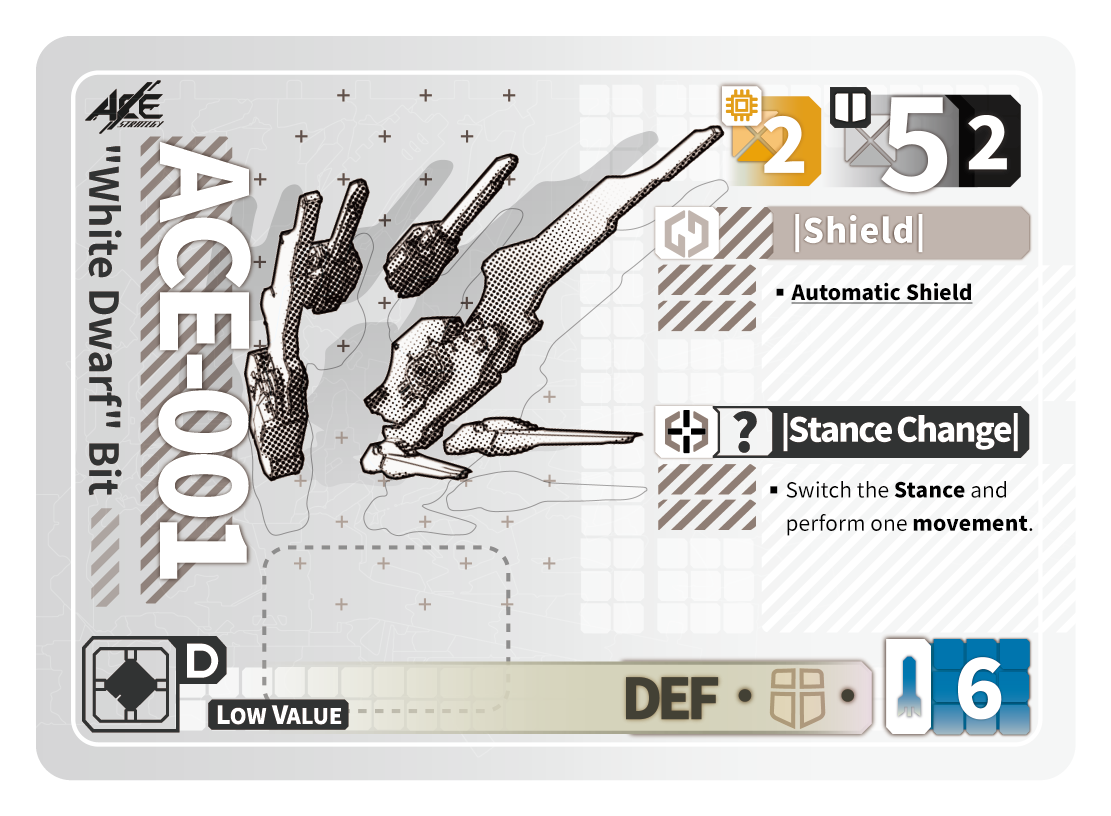 ACE
STRATEGY
"White Dwarf" Bit
ACE-001
2
5
2
|Shield|
▪ Automatic Shield
? |Stance Change|
▪ Switch the Stance and
perform one movement.
D
LOW VALUE
DEF • •
6